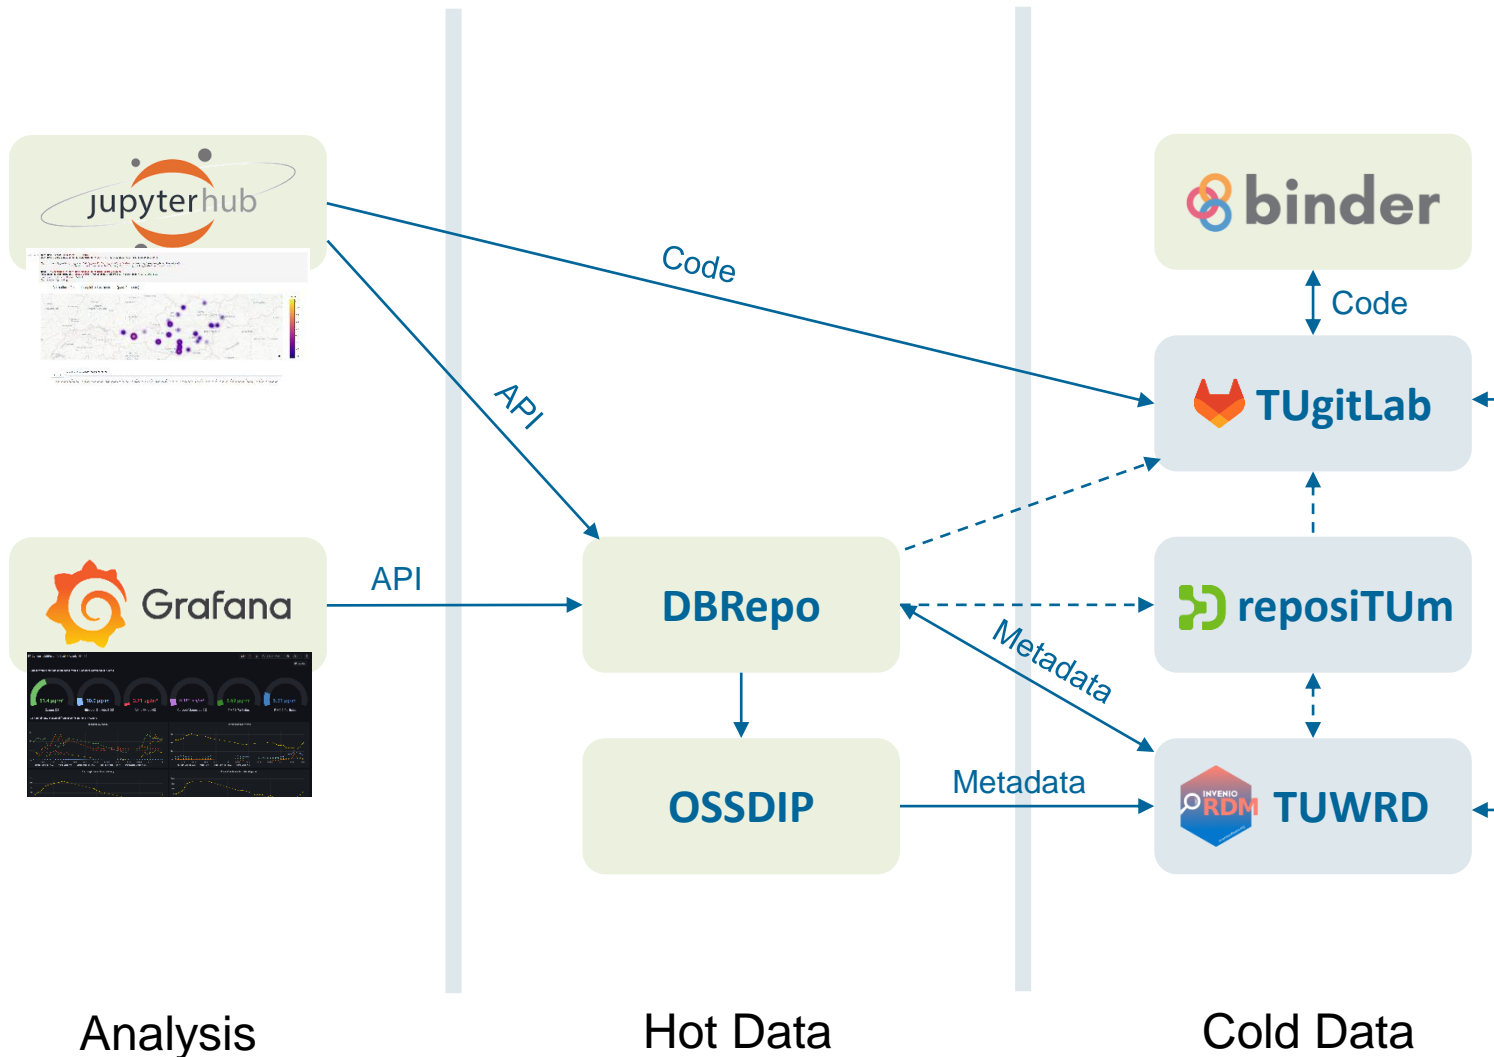 jupyterhub
Code
API
binder
Code
TUgitLab
Grafana
API
DBRepo
Metadata
reposiTUm
OSSDIP
Metadata
INVENIO
RDM
TUWRD
Analysis
Hot Data
Cold Data